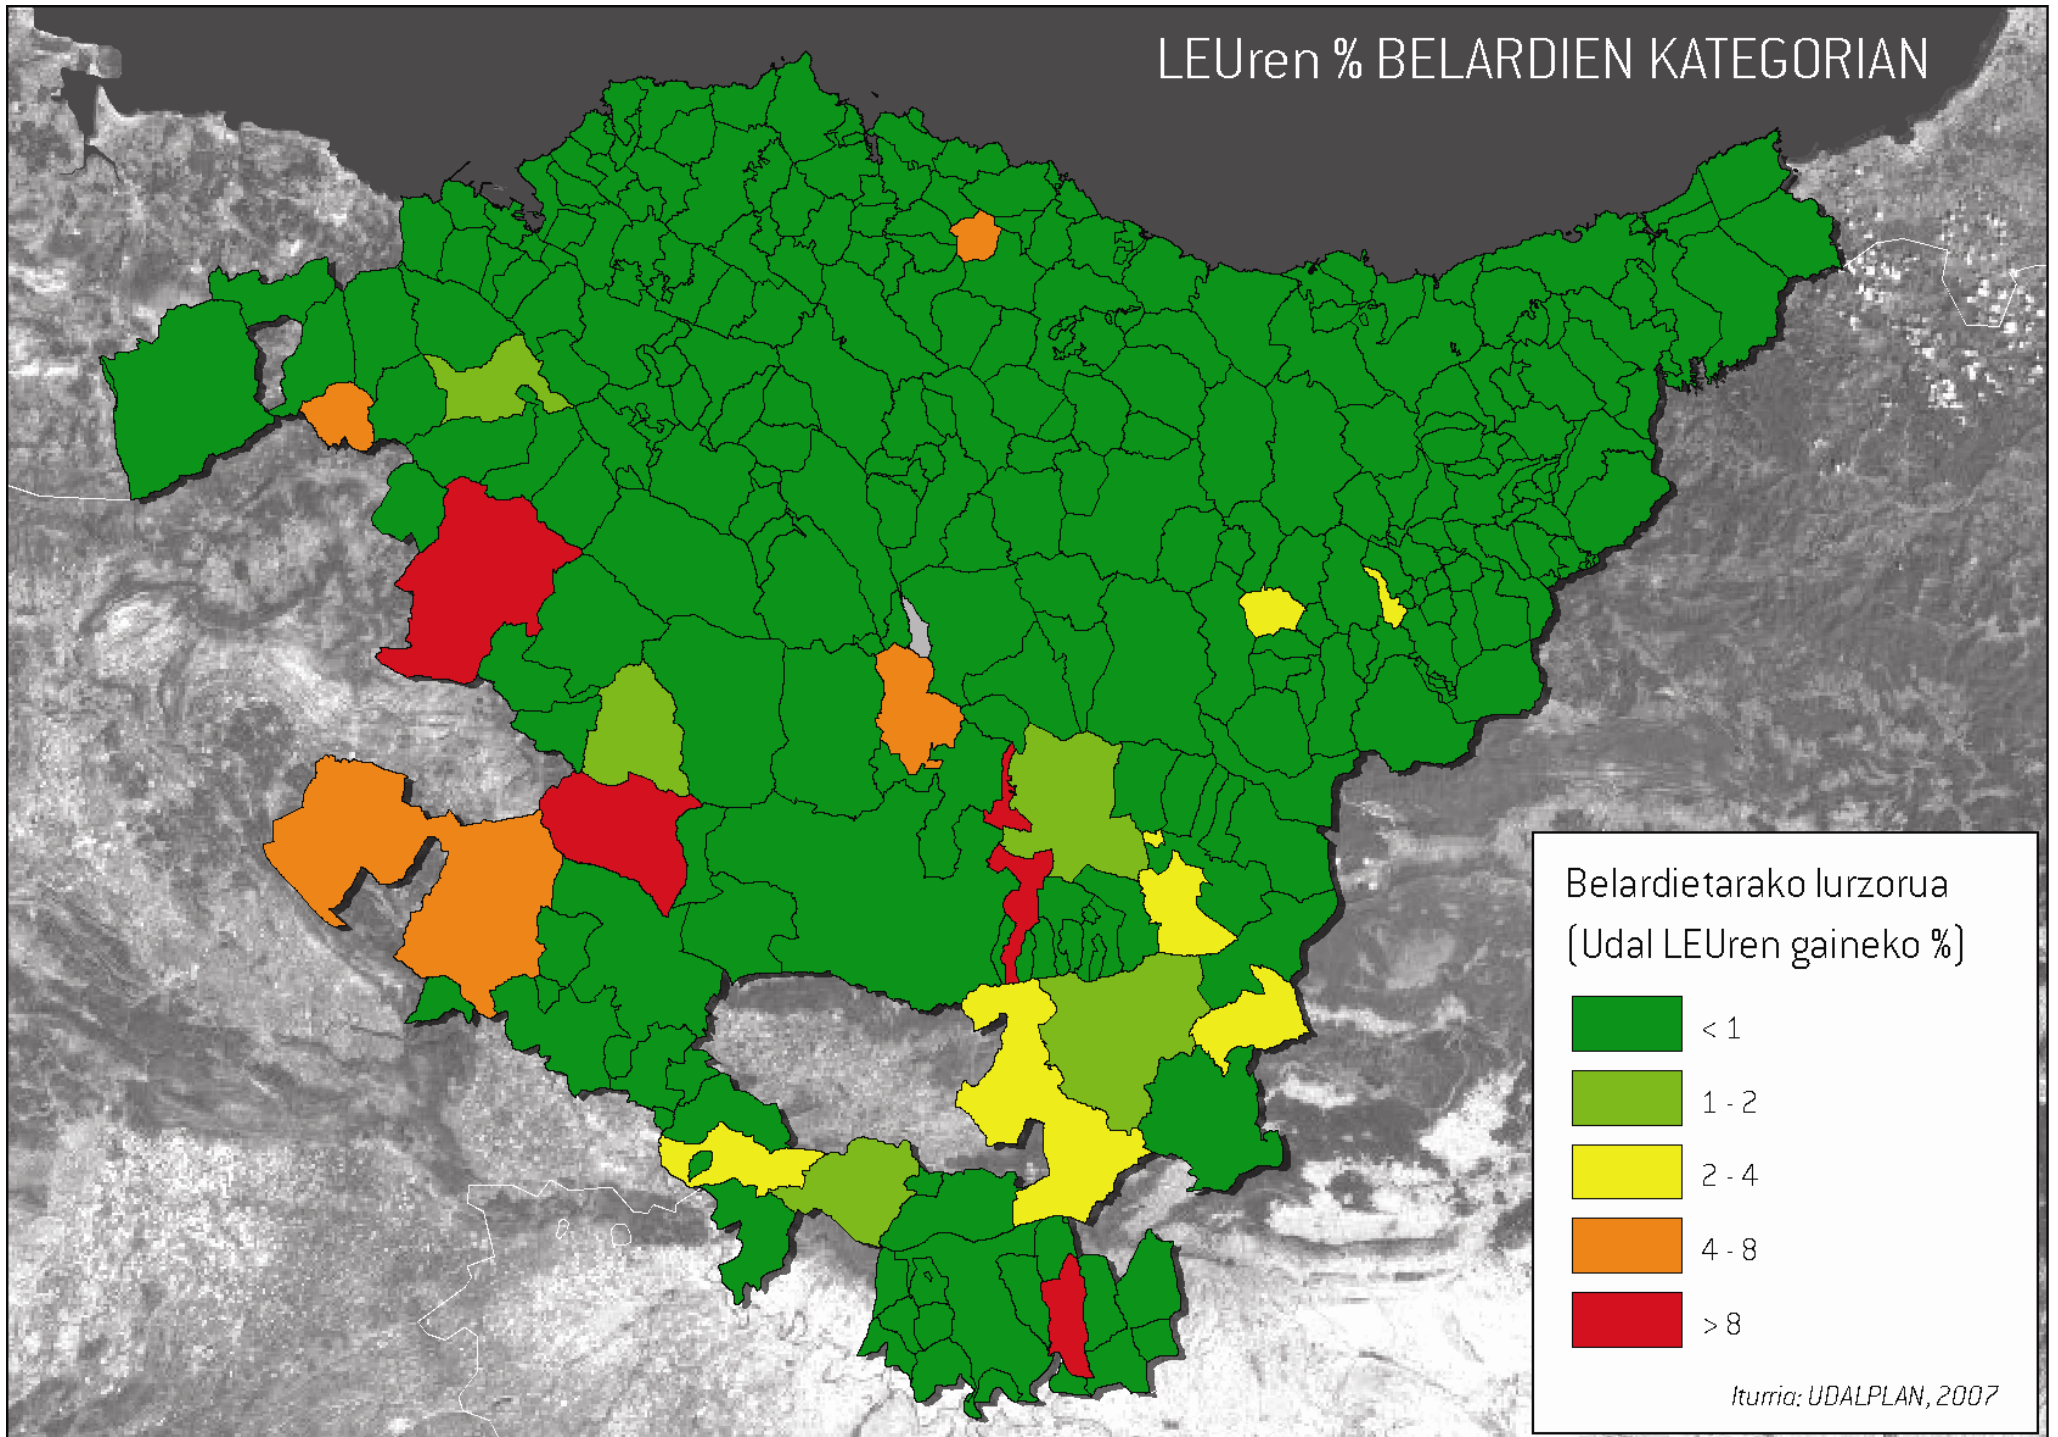 LEUren % BELARDIEN KATEGORIAN
Belardietarako lurzorua
(Udal LEUren gaineko %)
< 1
1 - 2
2 - 4
4 - 8
> 8
Iturria: UDALPLAN, 2007